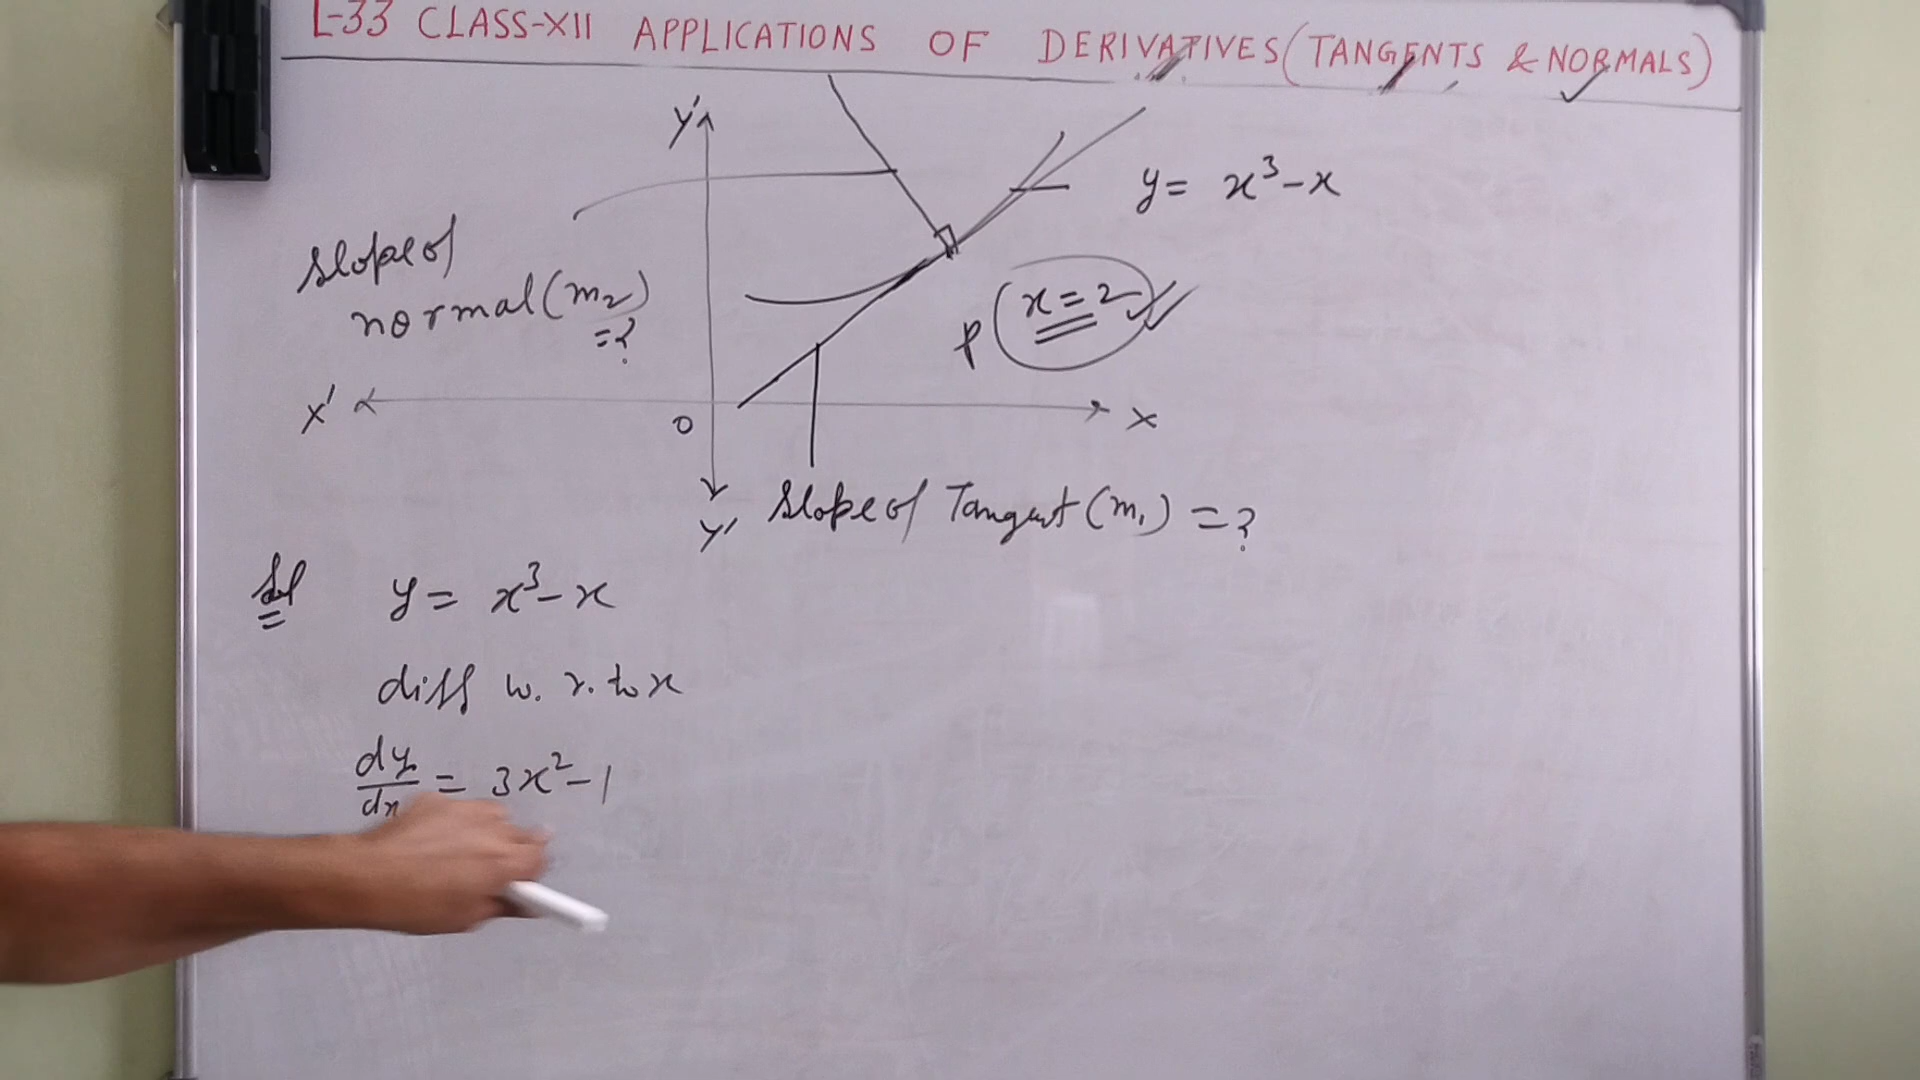 L-33 CLASS-XII APPLICATIONS OF DERIVATIVES (TANGENTS & NORMALS)
Y'
y = x³-x
slope of
normal (m₂)
=?
P (x=2)
X'
O
X
Y'
slope of Tangent (m₁) = ?
Sol
y = x³-x
diff w.r. to x
dy/dx = 3x²-1